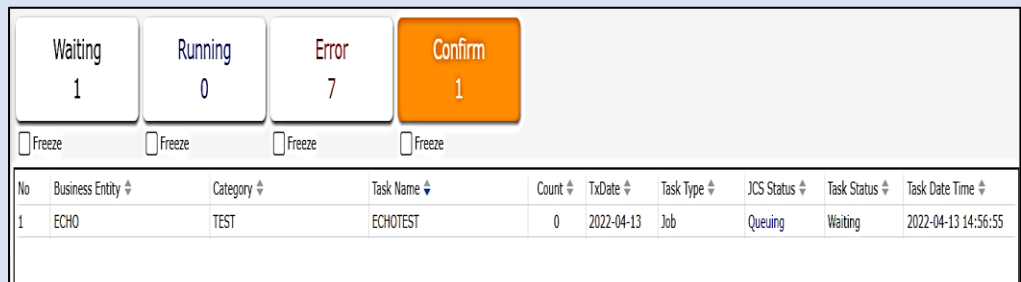 Waiting Running Error Confirm
1 0 7 1
Freeze Freeze Freeze Freeze
No Business Entity Category Task Name Count TxDate Task Type JCS Status Task Status Task Date Time
1 ECHO TEST ECHOTEST 0 2022-04-13 Job Queuing Waiting 2022-04-13 14:56:55